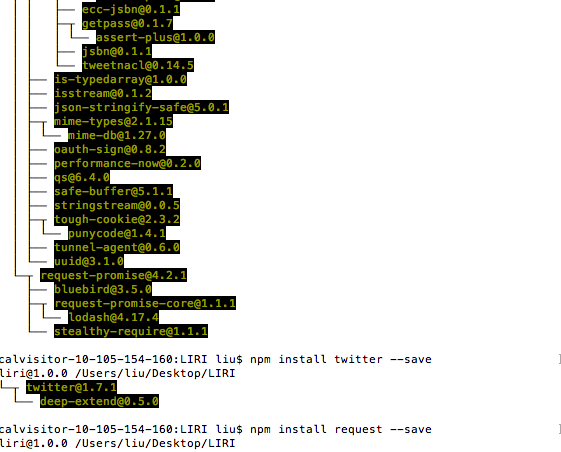 ecc-jsbn@0.1.1
getpass@0.1.7
assert-plus@1.0.0
jsbn@0.1.1
tweetnacl@0.14.5
is-typedarray@1.0.0
isstream@0.1.2
json-stringify-safe@5.0.1
mime-types@2.1.15
mime-db@1.27.0
oauth-sign@0.8.2
performance-now@0.2.0
qs@6.4.0
safe-buffer@5.1.1
stringstream@0.0.5
tough-cookie@2.3.2
punycode@1.4.1
tunnel-agent@0.6.0
uuid@3.1.0
request-promise@4.2.1
bluebird@3.5.0
request-promise-core@1.1.1
lodash@4.17.4
stealthy-require@1.1.1
calvisitor-10-105-154-160:LIRI liu$ npm install twitter --save ]
liri@1.0.0 /Users/liu/Desktop/LIRI
twitter@1.7.1
deep-extend@0.5.0
calvisitor-10-105-154-160:LIRI liu$ npm install request --save ]
liri@1.0.0 /Users/liu/Desktop/LIRI